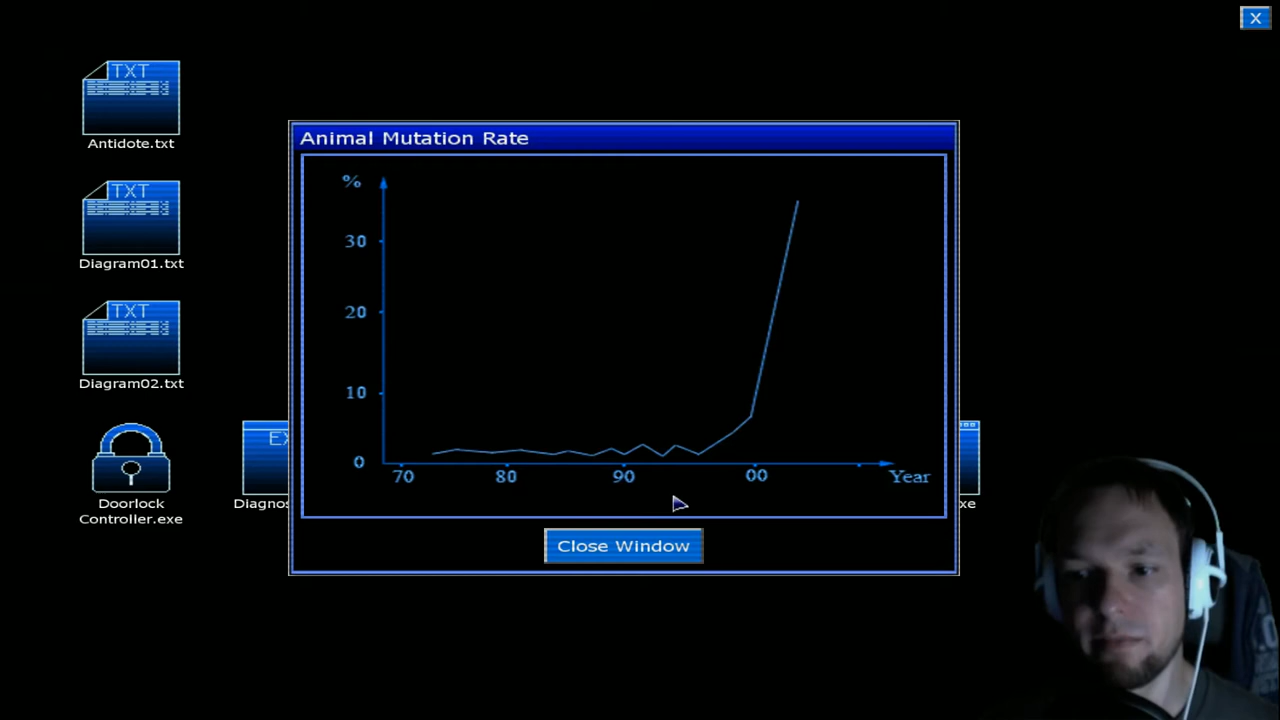 X
TXT
Antidote.txt
TXT
Diagram01.txt
TXT
Diagram02.txt
Doorlock
Controller.exe
Animal Mutation Rate
%
30
20
10
0
70 80 90 00 Year
Close Window